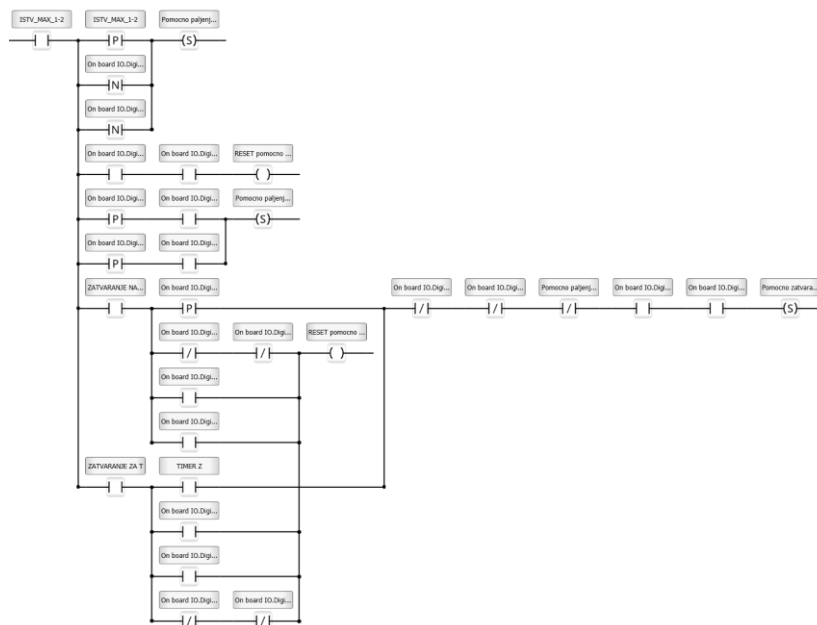 ISTV_MAX_1-2 ISTV_MAX_1-2 Pomocno paljenj...
P S
On board IO.Digi...
N
On board IO.Digi...
N
On board IO.Digi... On board IO.Digi... RESET pomocno ...
On board IO.Digi... On board IO.Digi... Pomocno paljenj...
P S
On board IO.Digi... On board IO.Digi...
P
ZATVARANJE NA... On board IO.Digi... On board IO.Digi... On board IO.Digi... Pomocno paljenj... On board IO.Digi... On board IO.Digi... Pomocno zatvara...
P / / / S
On board IO.Digi... On board IO.Digi... RESET pomocno ...
/ /
On board IO.Digi...
On board IO.Digi...
ZATVARANJE ZA T TIMER Z
On board IO.Digi...
On board IO.Digi...
On board IO.Digi... On board IO.Digi...
/ /